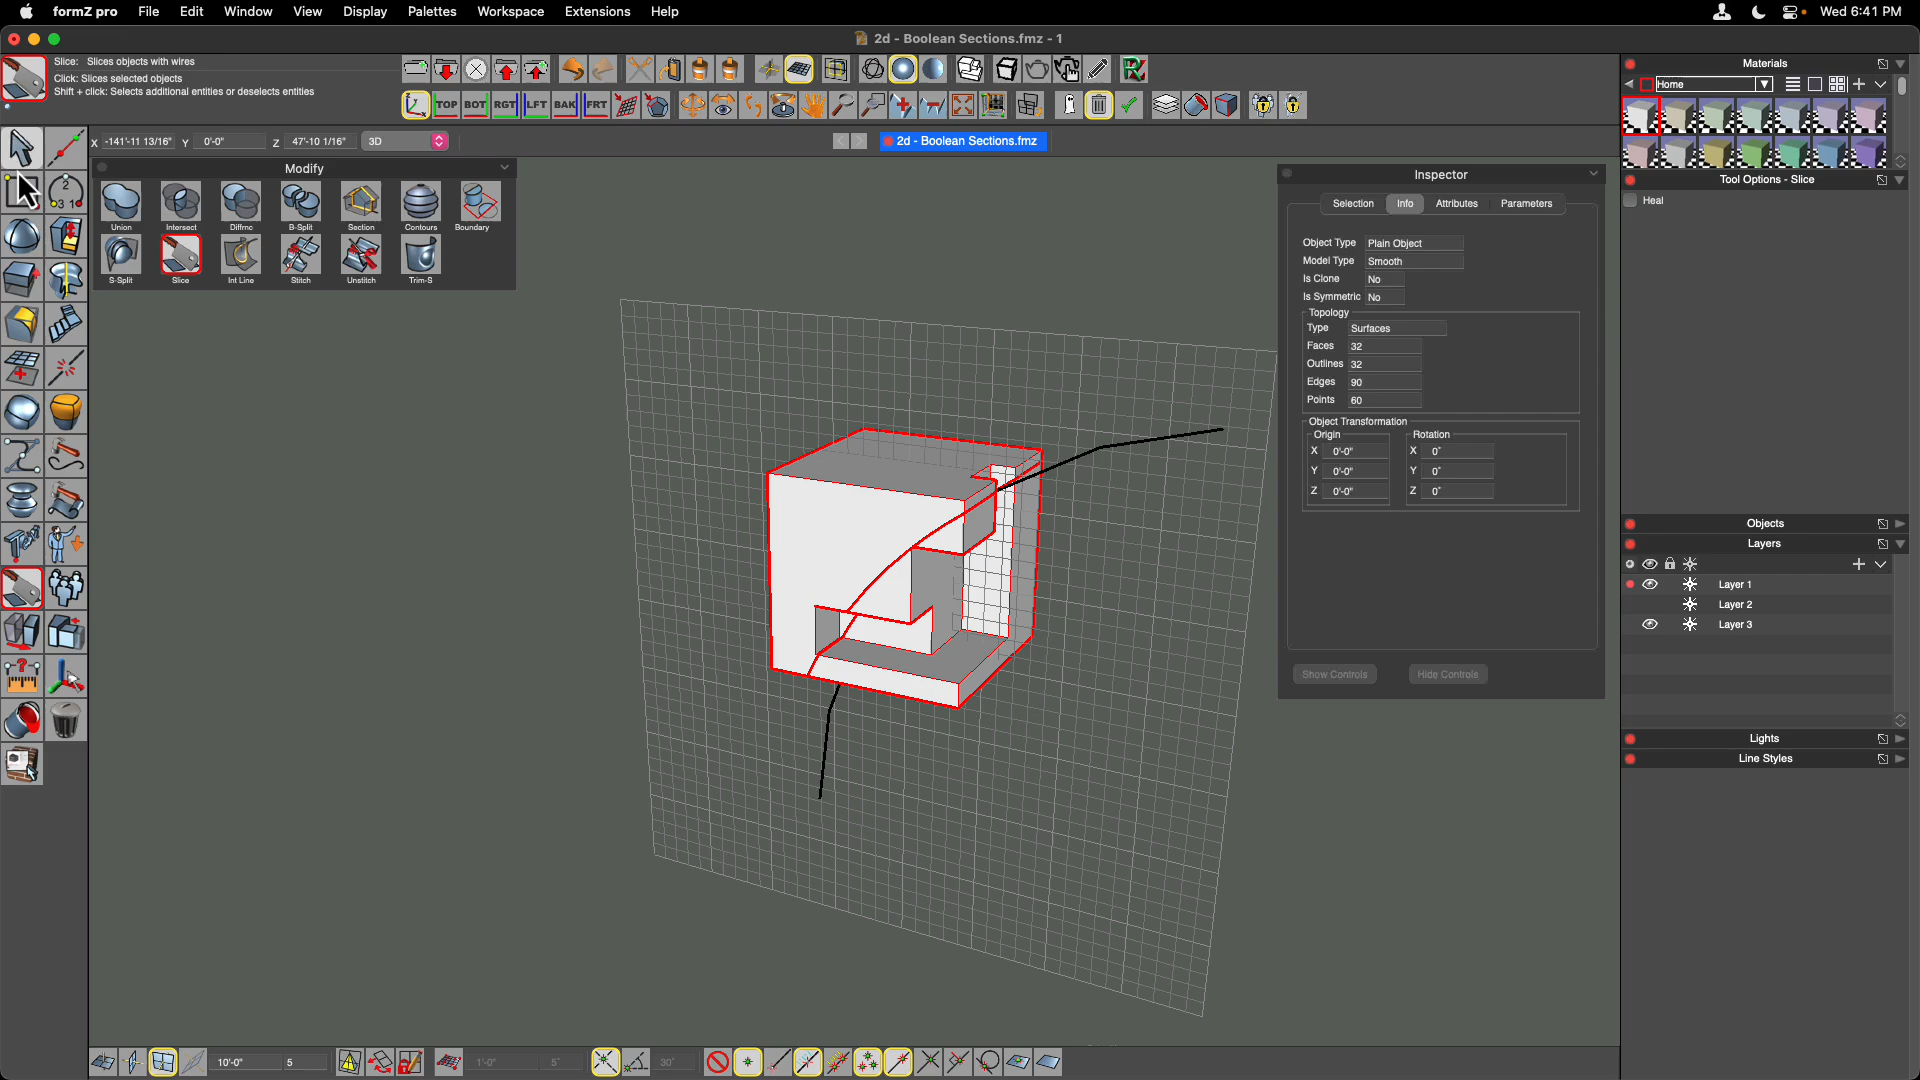 formZ pro File Edit Window View Display Palettes Workspace Extensions Help Wed 6:41 PM
2d - Boolean Sections.fmz - 1
Slice: Slices objects with wires
Click: Slices selected objects
Shift + click: Selects additional entities or deselects entities
TOP BOT RGT LFT BAK FRT
X -141'-11 13/16" Y 0'-0" Z 47'-10 1/16" 3D
2d - Boolean Sections.fmz
Modify
Union Intersect Diffrnc B-Split Section Contours Boundary
S-Split Slice Int Line Stitch Unstitch Trim-S
2
3 1
Inspector
Selection Info Attributes Parameters
Object Type Plain Object
Model Type Smooth
Is Clone No
Is Symmetric No
Topology
Type Surfaces
Faces 32
Outlines 32
Edges 90
Points 60
Object Transformation
Origin Rotation
X 0'-0" X 0°
Y 0'-0" Y 0°
Z 0'-0" Z 0°
Show Controls Hide Controls
Materials
Home
Tool Options - Slice
Heal
Objects
Layers
Layer 1
Layer 2
Layer 3
Lights
Line Styles
10'-0" 5 1'-0" 5° 30°